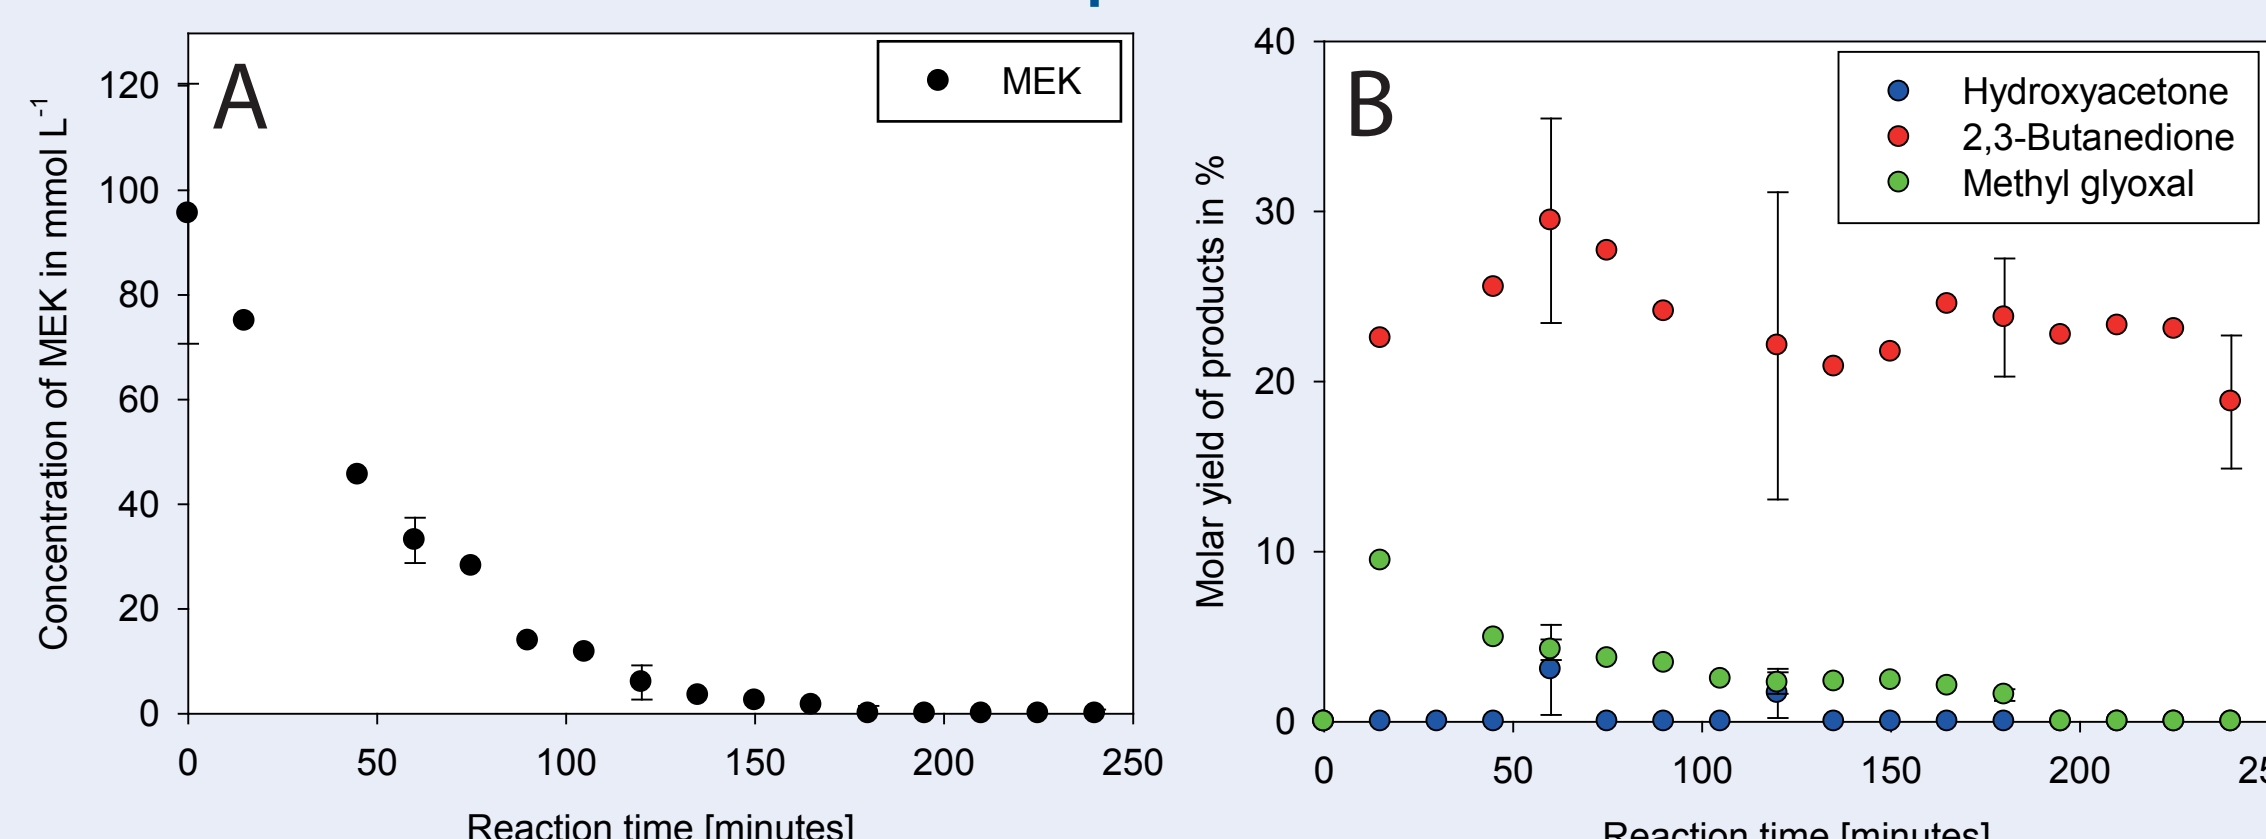 A
MEK
120
100
80
60
40
20
0
Concentration of MEK in mmol L⁻¹
0 50 100 150 200 250
Reaction time [minutes]
B
Hydroxyacetone
2,3-Butanedione
Methyl glyoxal
40
30
20
10
0
Molar yield of products in %
0 50 100 150 200
Reaction time [minutes]